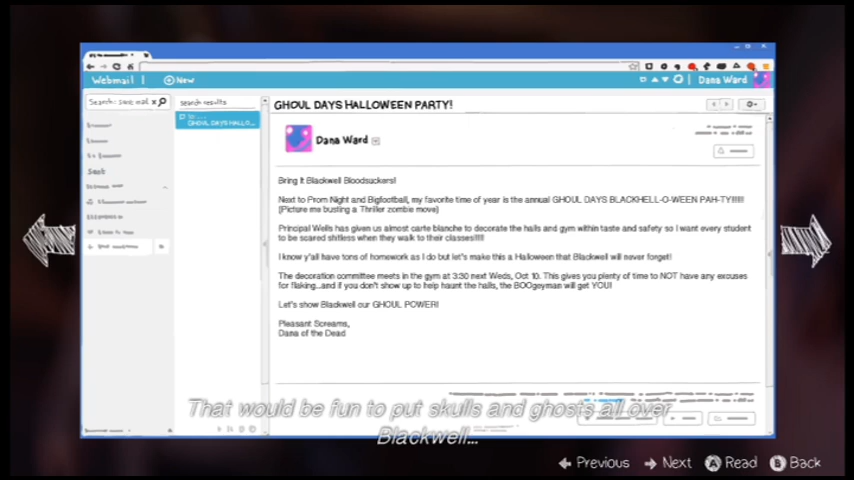 Webmail
New
Dana Ward
search results
GHOUL DAYS HALLO...
GHOUL DAYS HALLOWEEN PARTY!
Dana Ward
Bring It Blackwell Bloodsuckers!
Next to Prom Night and Bigfootball, my favorite time of year is the annual GHOUL DAYS BLACKHELL-O-WEEN PAH-TY!!!!!!
(Picture me busting a Thriller zombie move)
Principal Wells has given us almost carte blanche to decorate the halls and gym within taste and safety so I want every student
to be scared shitless when they walk to their classes!!!!!
I know y'all have tons of homework as I do but let's make this a Halloween that Blackwell will never forget!
The decoration committee meets in the gym at 3:30 next Weds, Oct 10. This gives you plenty of time to NOT have any excuses
for flaking...and if you don't show up to help haunt the halls, the BOOgeyman will get YOU!
Let's show Blackwell our GHOUL POWER!
Pleasant Screams,
Dana of the Dead
That would be fun to put skulls and ghosts all over
Blackwell...
Previous
Next
A Read
B Back